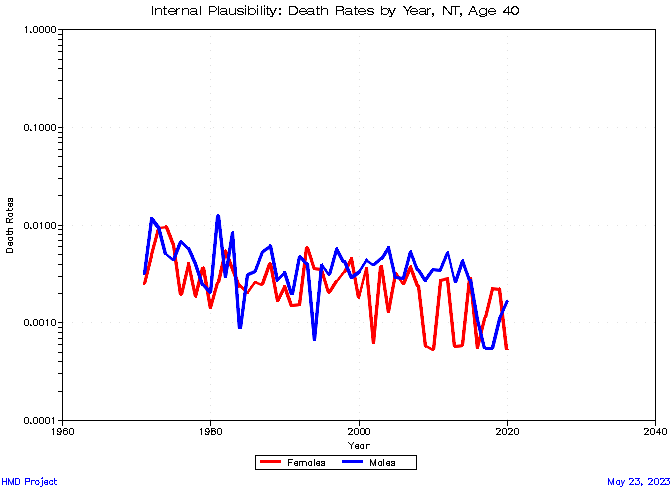 Internal Plausibility: Death Rates by Year, NT, Age 40
1.0000
0.1000
0.0100
0.0010
0.0001
Death Rates
1960
1980
2000
2020
2040
Year
Females
Males
HMD Project
May 23, 2023